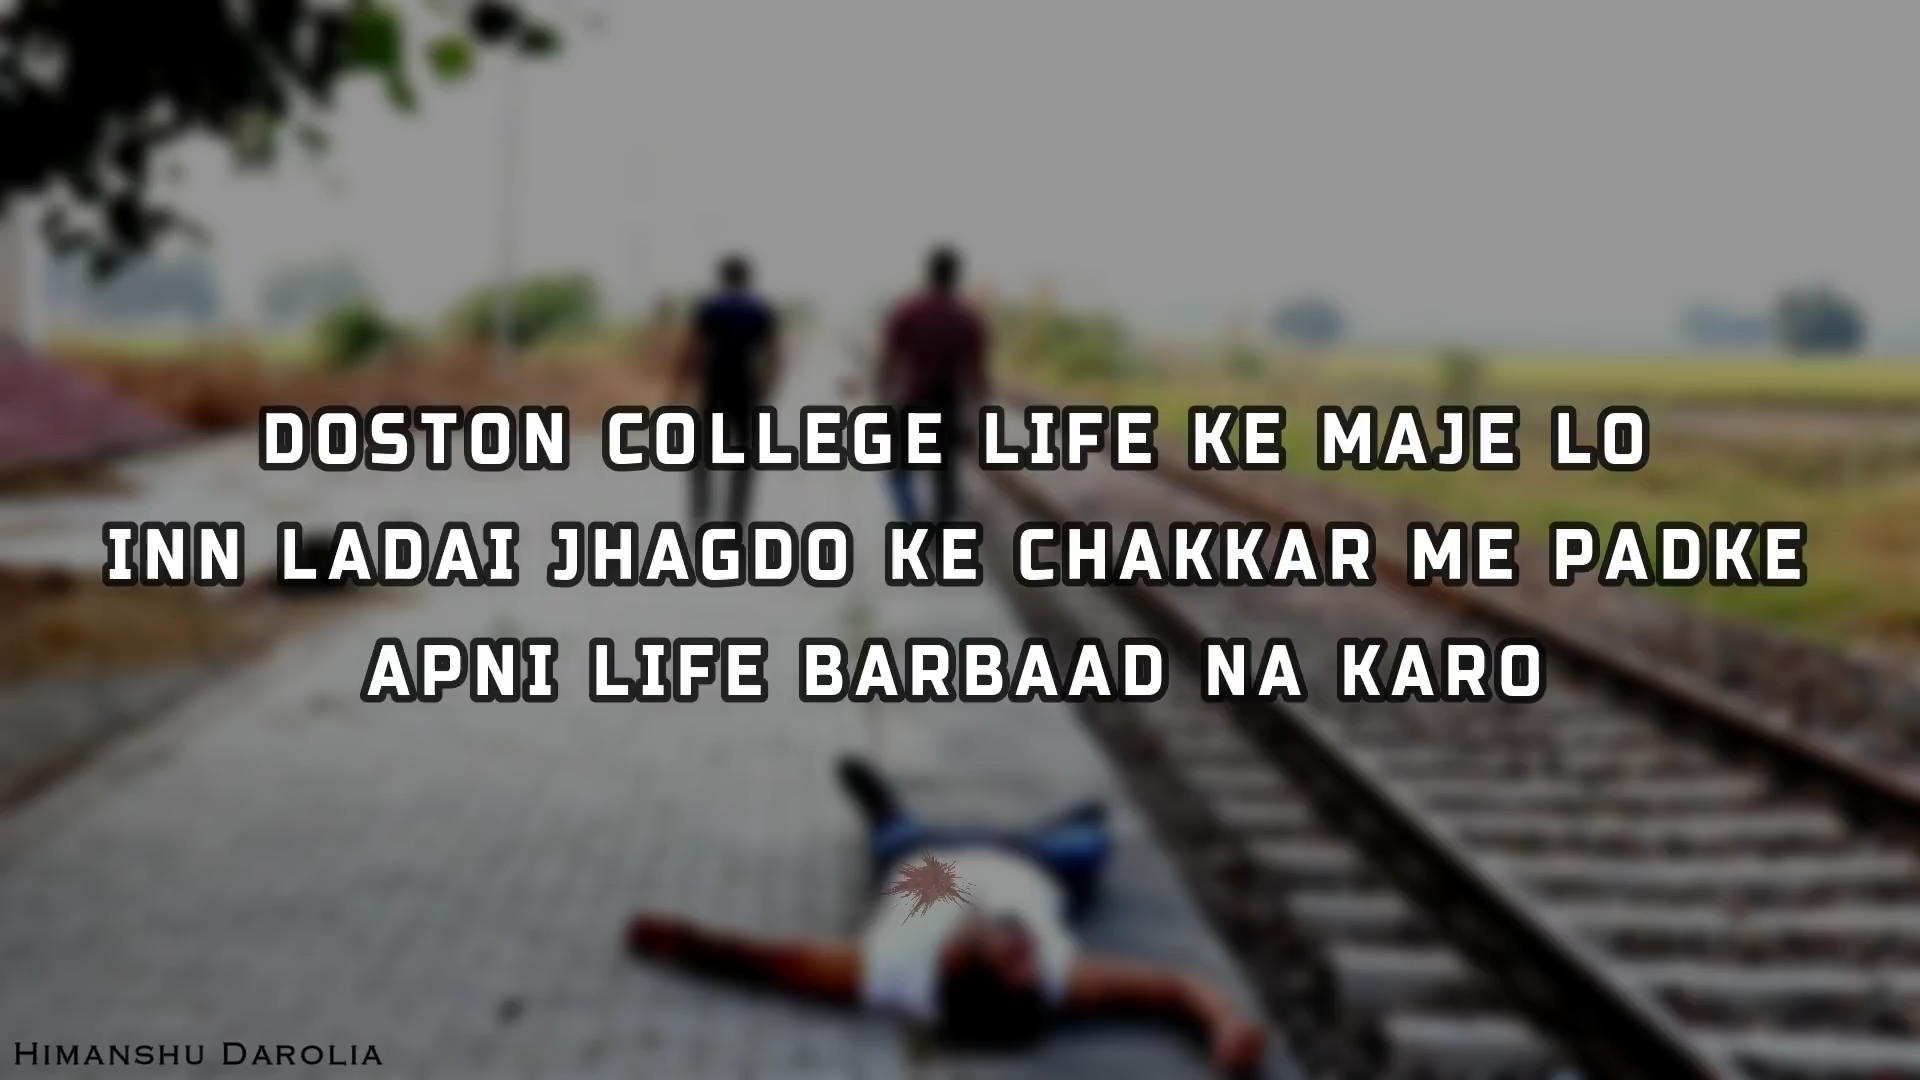 DOSTON COLLEGE LIFE KE MAJE LO
INN LADAI JHAGDO KE CHAKKAR ME PADKE
APNI LIFE BARBAAD NA KARO
HIMANSHU DAROLIA